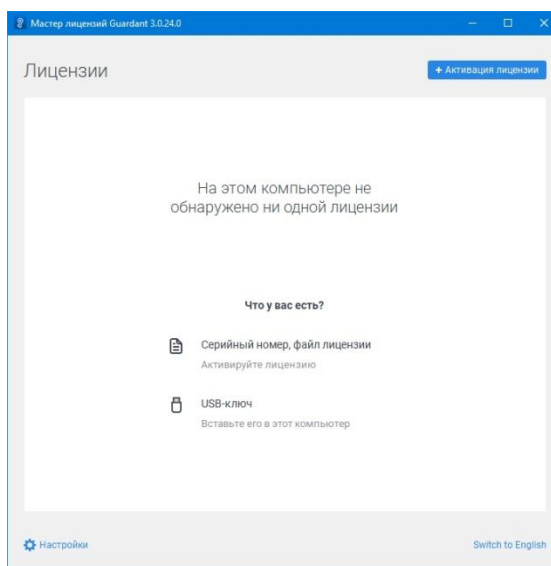 Мастер лицензий Guardant 3.0.24.0
Лицензии
+ Активация лицензии
На этом компьютере не
обнаружено ни одной лицензии
Что у вас есть?
Серийный номер, файл лицензии
Активируйте лицензию
USB-ключ
Вставьте его в этот компьютер
Настройки
Switch to English